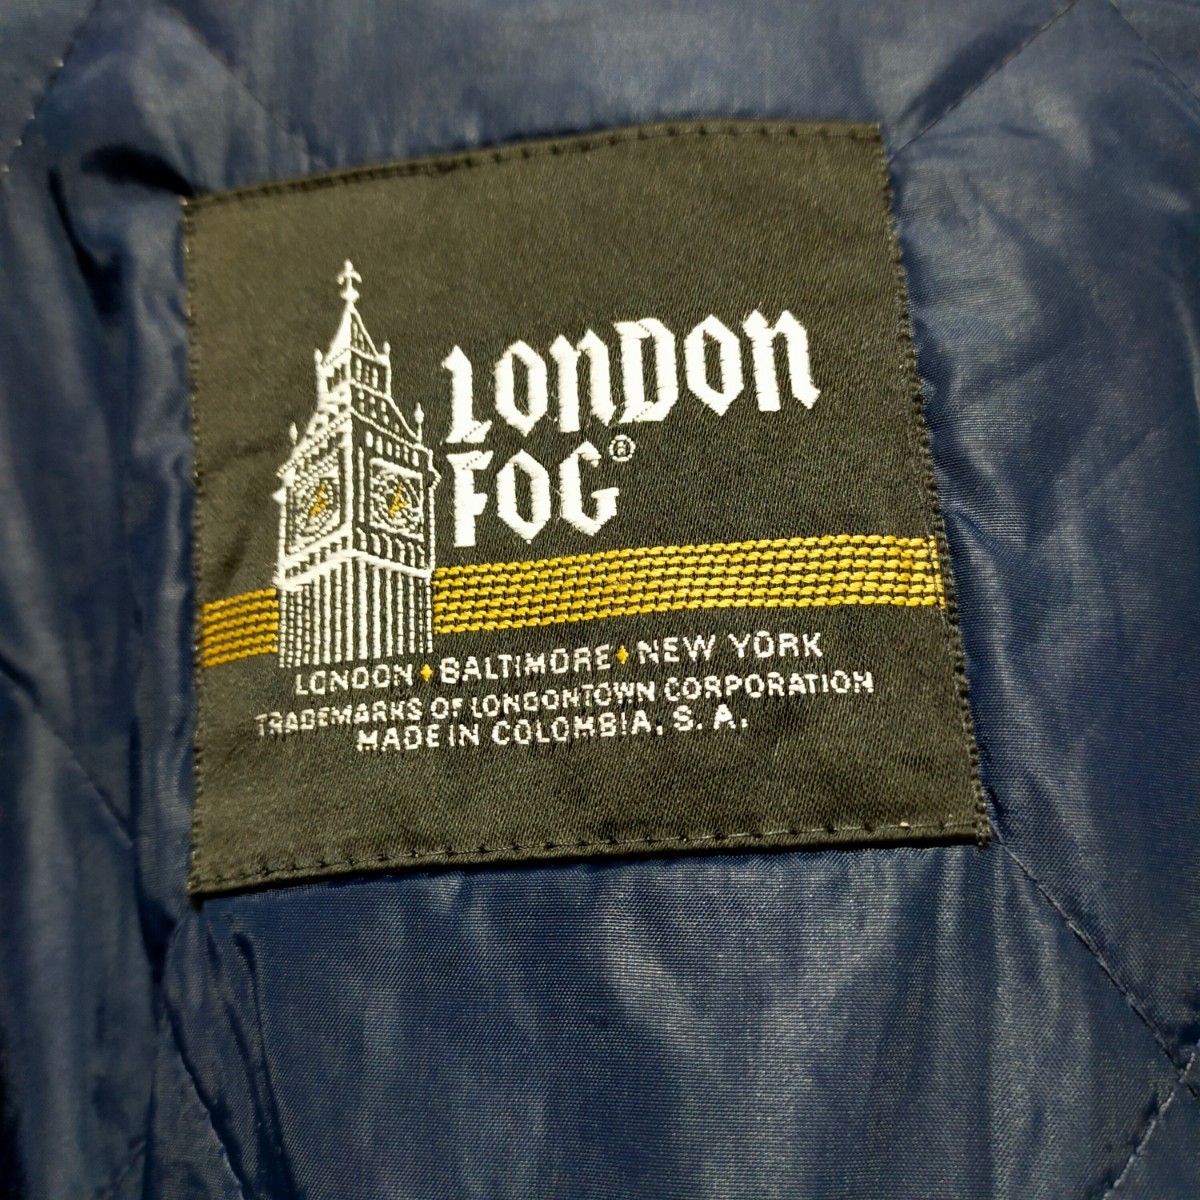 LONDON
FOG®
LONDON ♦ BALTIMORE ♦ NEW YORK
TRADEMARKS OF LONDONTOWN CORPORATION
MADE IN COLOMBIA, S. A.